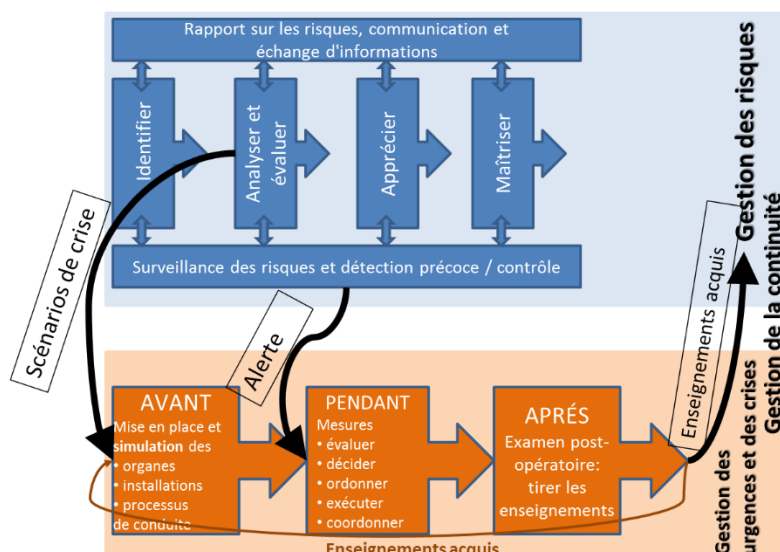 Rapport sur les risques, communication et
échange d'informations
Identifier
Analyser et
évaluer
Apprécier
Maîtriser
Surveillance des risques et détection précoce / contrôle
Scénarios de crise
Alerte
Enseignements acquis
Gestion des risques
Gestion de la continuité
AVANT
Mise en place et
simulation des
• organes
• installations
• processus
de conduite
PENDANT
Mesures
• évaluer
• décider
• ordonner
• exécuter
• coordonner
APRÉS
Examen post-
opératoire:
tirer les
enseignements
Gestion des
urgences et des crises
Enseignements acquis